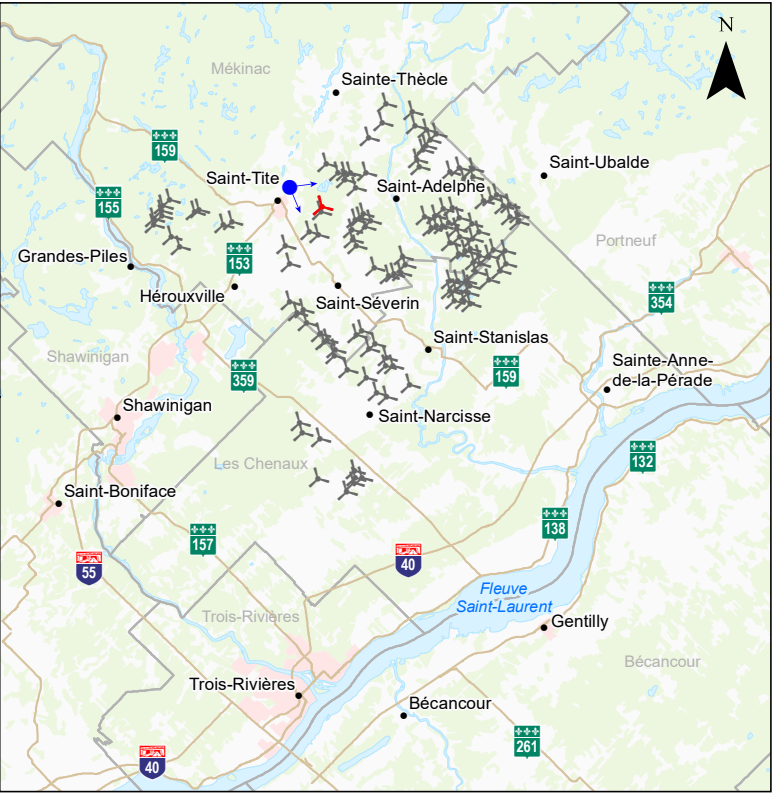 N
Mékinac
Sainte-Thècle
159
Saint-Ubalde
Saint-Tite
Saint-Adelphe
155
Portneuf
Grandes-Piles
153
Hérouxville
Saint-Séverin
354
Saint-Stanislas
Shawinigan
Sainte-Anne-
de-la-Pérade
359
159
Shawinigan
Saint-Narcisse
132
Les Chenaux
Saint-Boniface
138
157
55
40
Fleuve
Saint-Laurent
Trois-Rivières
Gentilly
Bécancour
Trois-Rivières
Bécancour
261
40